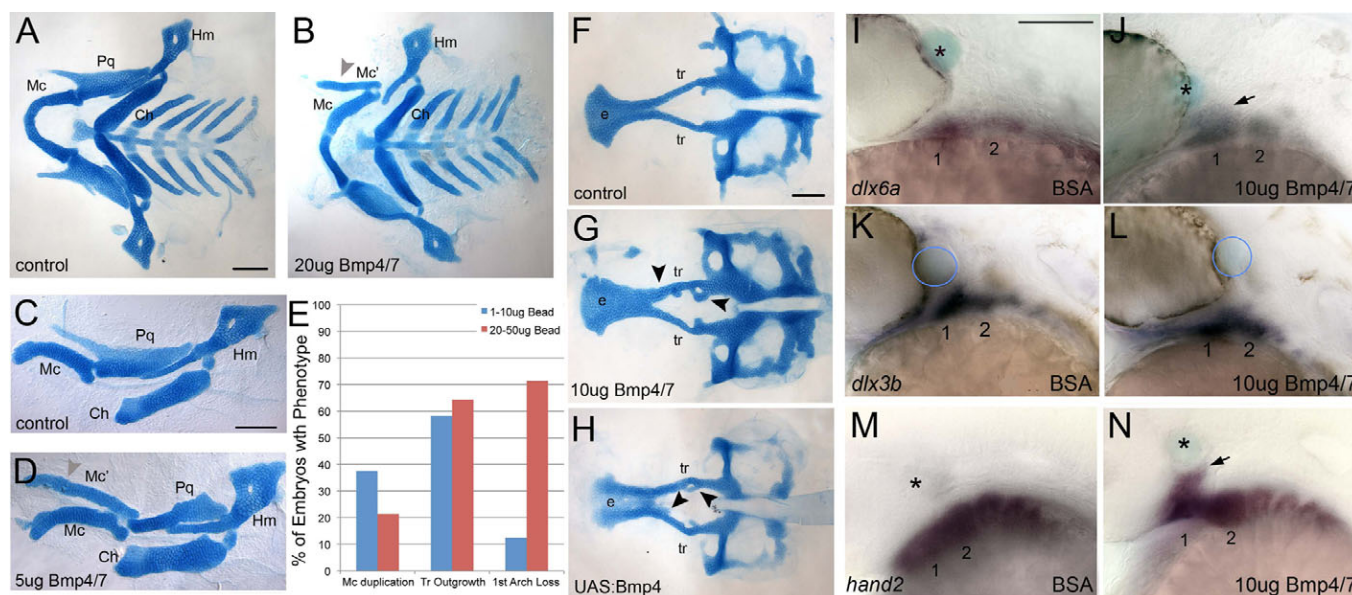 A
Hm
Pq
Mc
Ch
control
B
Hm
Mc'
Mc
Ch
20ug Bmp4/7
C
Pq
Hm
Mc
Ch
control
D
Mc'
Pq
Mc
Hm
Ch
5ug Bmp4/7
E
% of Embryos wth Phenotype
100
90
80
70
60
50
40
30
20
10
0
1-10ug Bead
20-50ug Bead
Mc duplication
Tr Outgrowth
1st Arch Loss
F
tr
e
tr
control
G
tr
e
tr
10ug Bmp4/7
H
tr
e
tr
UAS:Bmp4
I
*
1
2
dlx6a
BSA
J
*
1
2
10ug Bmp4/7
K
1
2
dlx3b
BSA
L
1
2
10ug Bmp4/7
M
*
1
2
hand2
BSA
N
*
1
2
10ug Bmp4/7